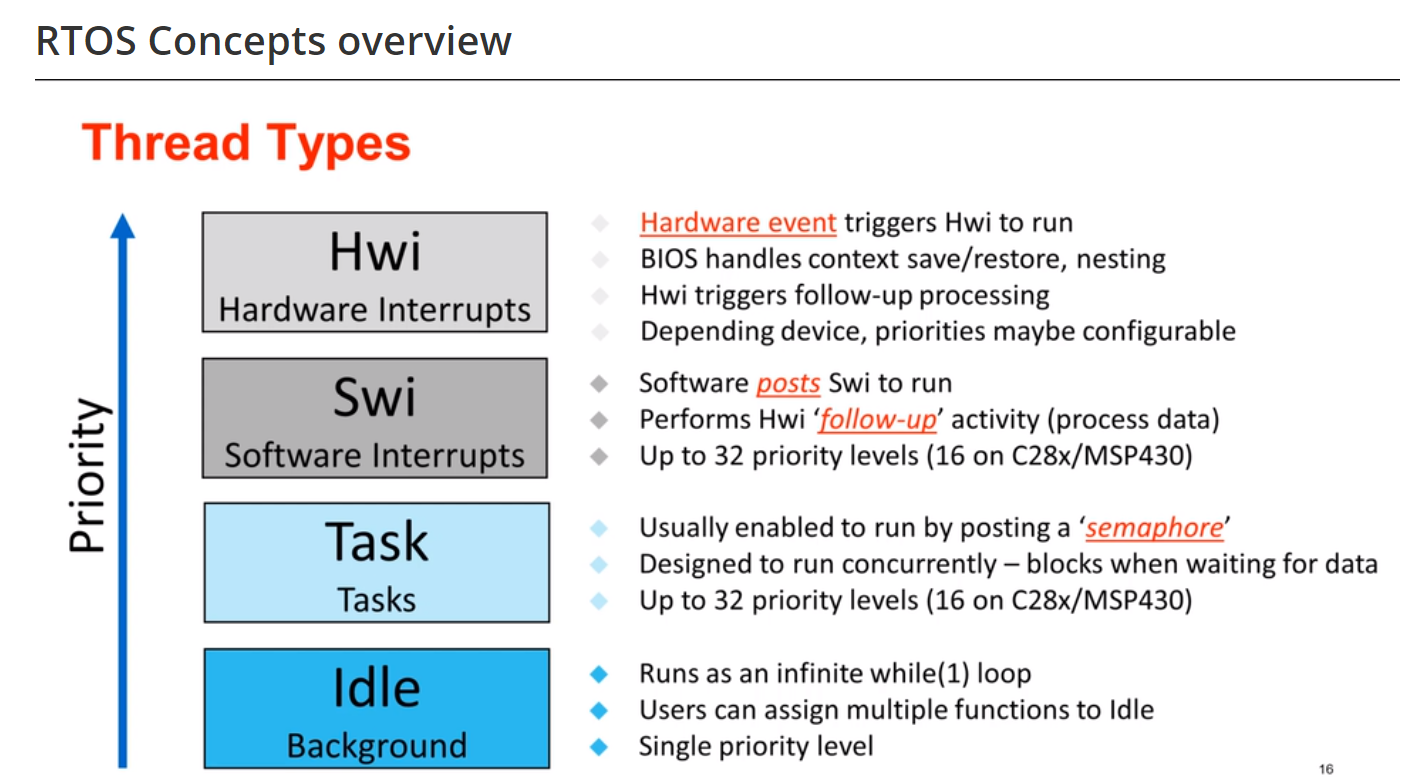 RTOS Concepts overview
Thread Types
Priority
Hwi
Hardware Interrupts
Hardware event triggers Hwi to run
BIOS handles context save/restore, nesting
Hwi triggers follow-up processing
Depending device, priorities maybe configurable
Swi
Software Interrupts
Software posts Swi to run
Performs Hwi ‘follow-up’ activity (process data)
Up to 32 priority levels (16 on C28x/MSP430)
Task
Tasks
Usually enabled to run by posting a ‘semaphore’
Designed to run concurrently – blocks when waiting for data
Up to 32 priority levels (16 on C28x/MSP430)
Idle
Background
Runs as an infinite while(1) loop
Users can assign multiple functions to Idle
Single priority level
16